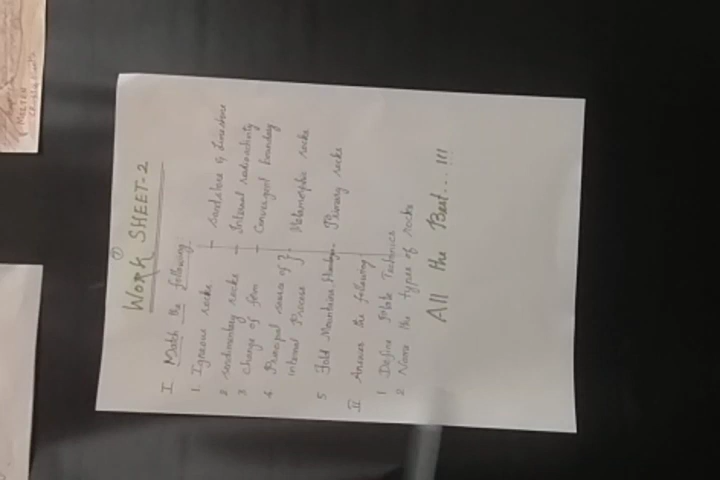 ①
WORK SHEET-2
I Match the following
1. Igneous rocks - Sandstone & Limestone
2 Sendimentary rocks - Internal radioactivity
3 Change of form - Convergent boundary
4 Principal source of } - Metamorphic rocks
internal Process
5 Fold Mountains - Primary rocks
II Answer the following
1 Define Plate Tectonics
2 Name the types of rocks
All the Best...!!!
MOLTEN